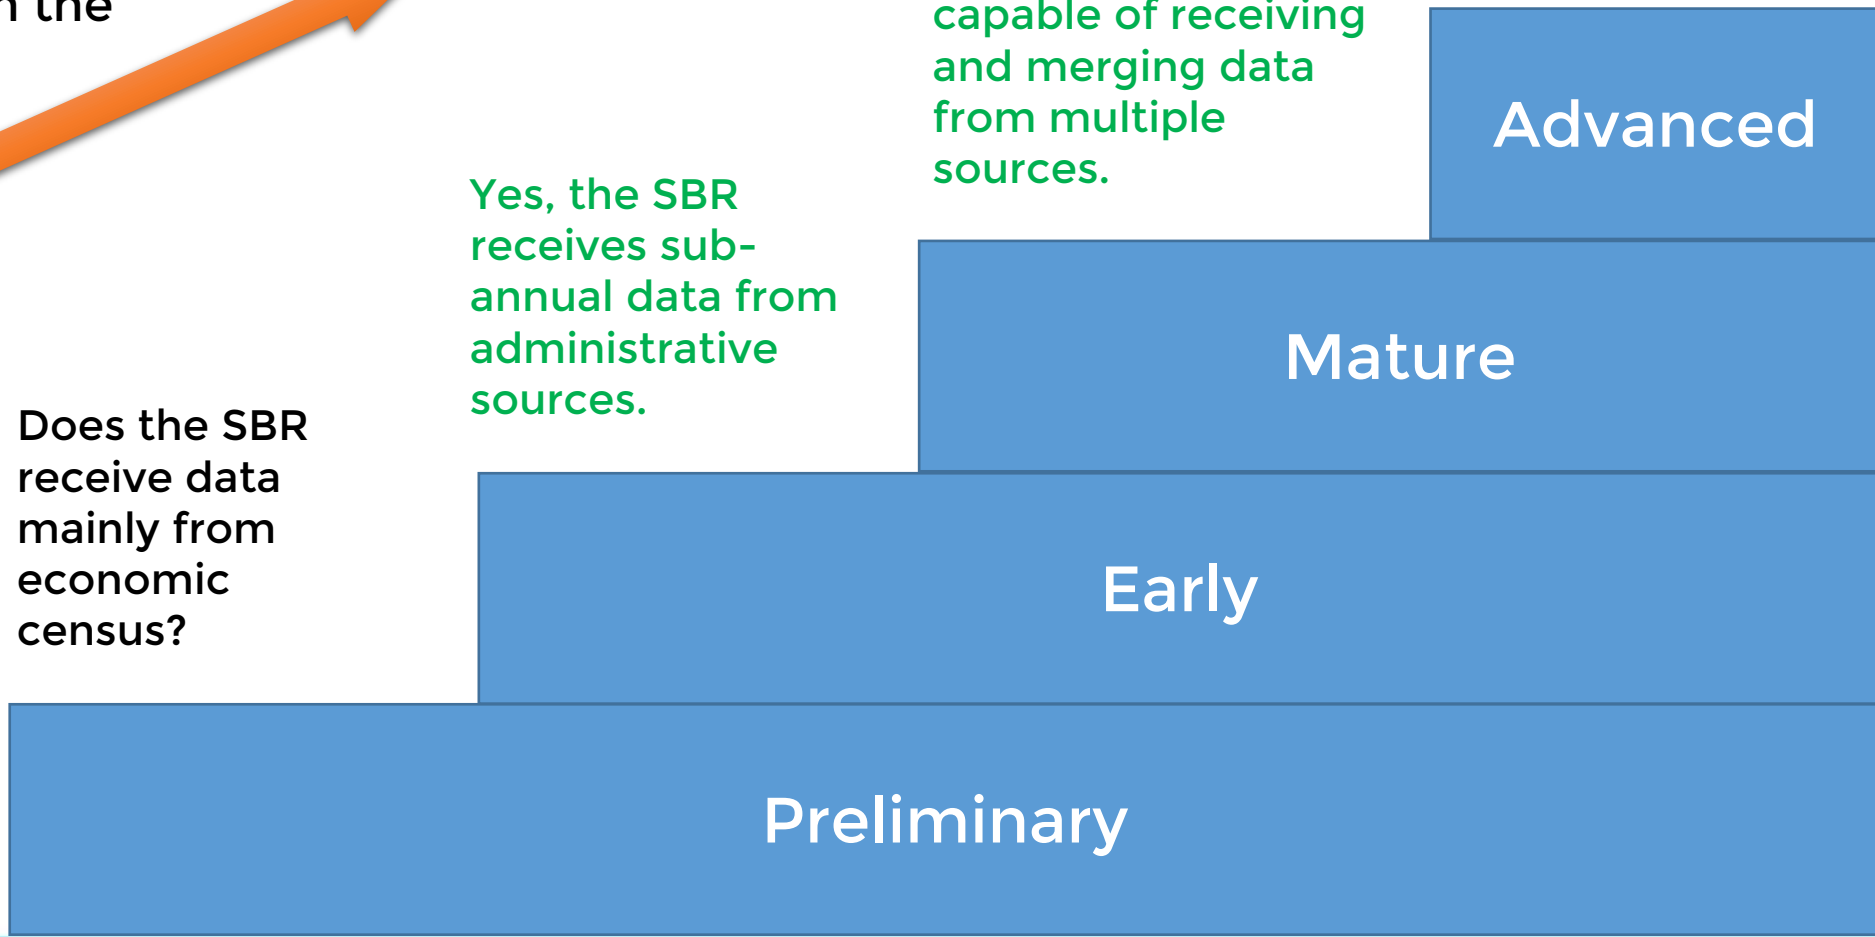 the
capable of receiving
and merging data
from multiple
sources.
Advanced
Yes, the SBR
receives sub-
annual data from
administrative
sources.
Mature
Does the SBR
receive data
mainly from
economic
census?
Early
Preliminary